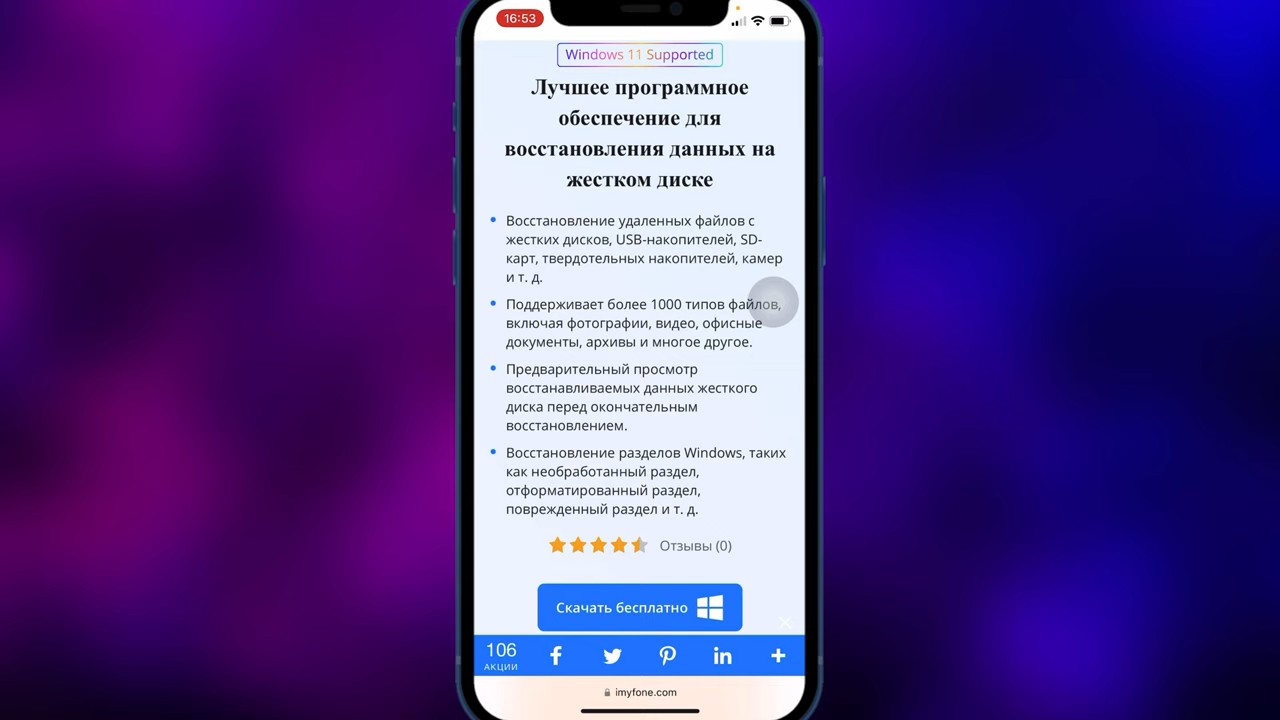 16:53
Windows 11 Supported
Лучшее программное
обеспечение для
восстановления данных на
жестком диске
Восстановление удаленных файлов с
жестких дисков, USB-накопителей, SD-
карт, твердотельных накопителей, камер
и т. д.
Поддерживает более 1000 типов файлов,
включая фотографии, видео, офисные
документы, архивы и многое другое.
Предварительный просмотр
восстанавливаемых данных жесткого
диска перед окончательным
восстановлением.
Восстановление разделов Windows, таких
как необработанный раздел,
отформатированный раздел,
поврежденный раздел и т. д.
Отзывы (0)
Скачать бесплатно
106
АКЦИИ
imyfone.com